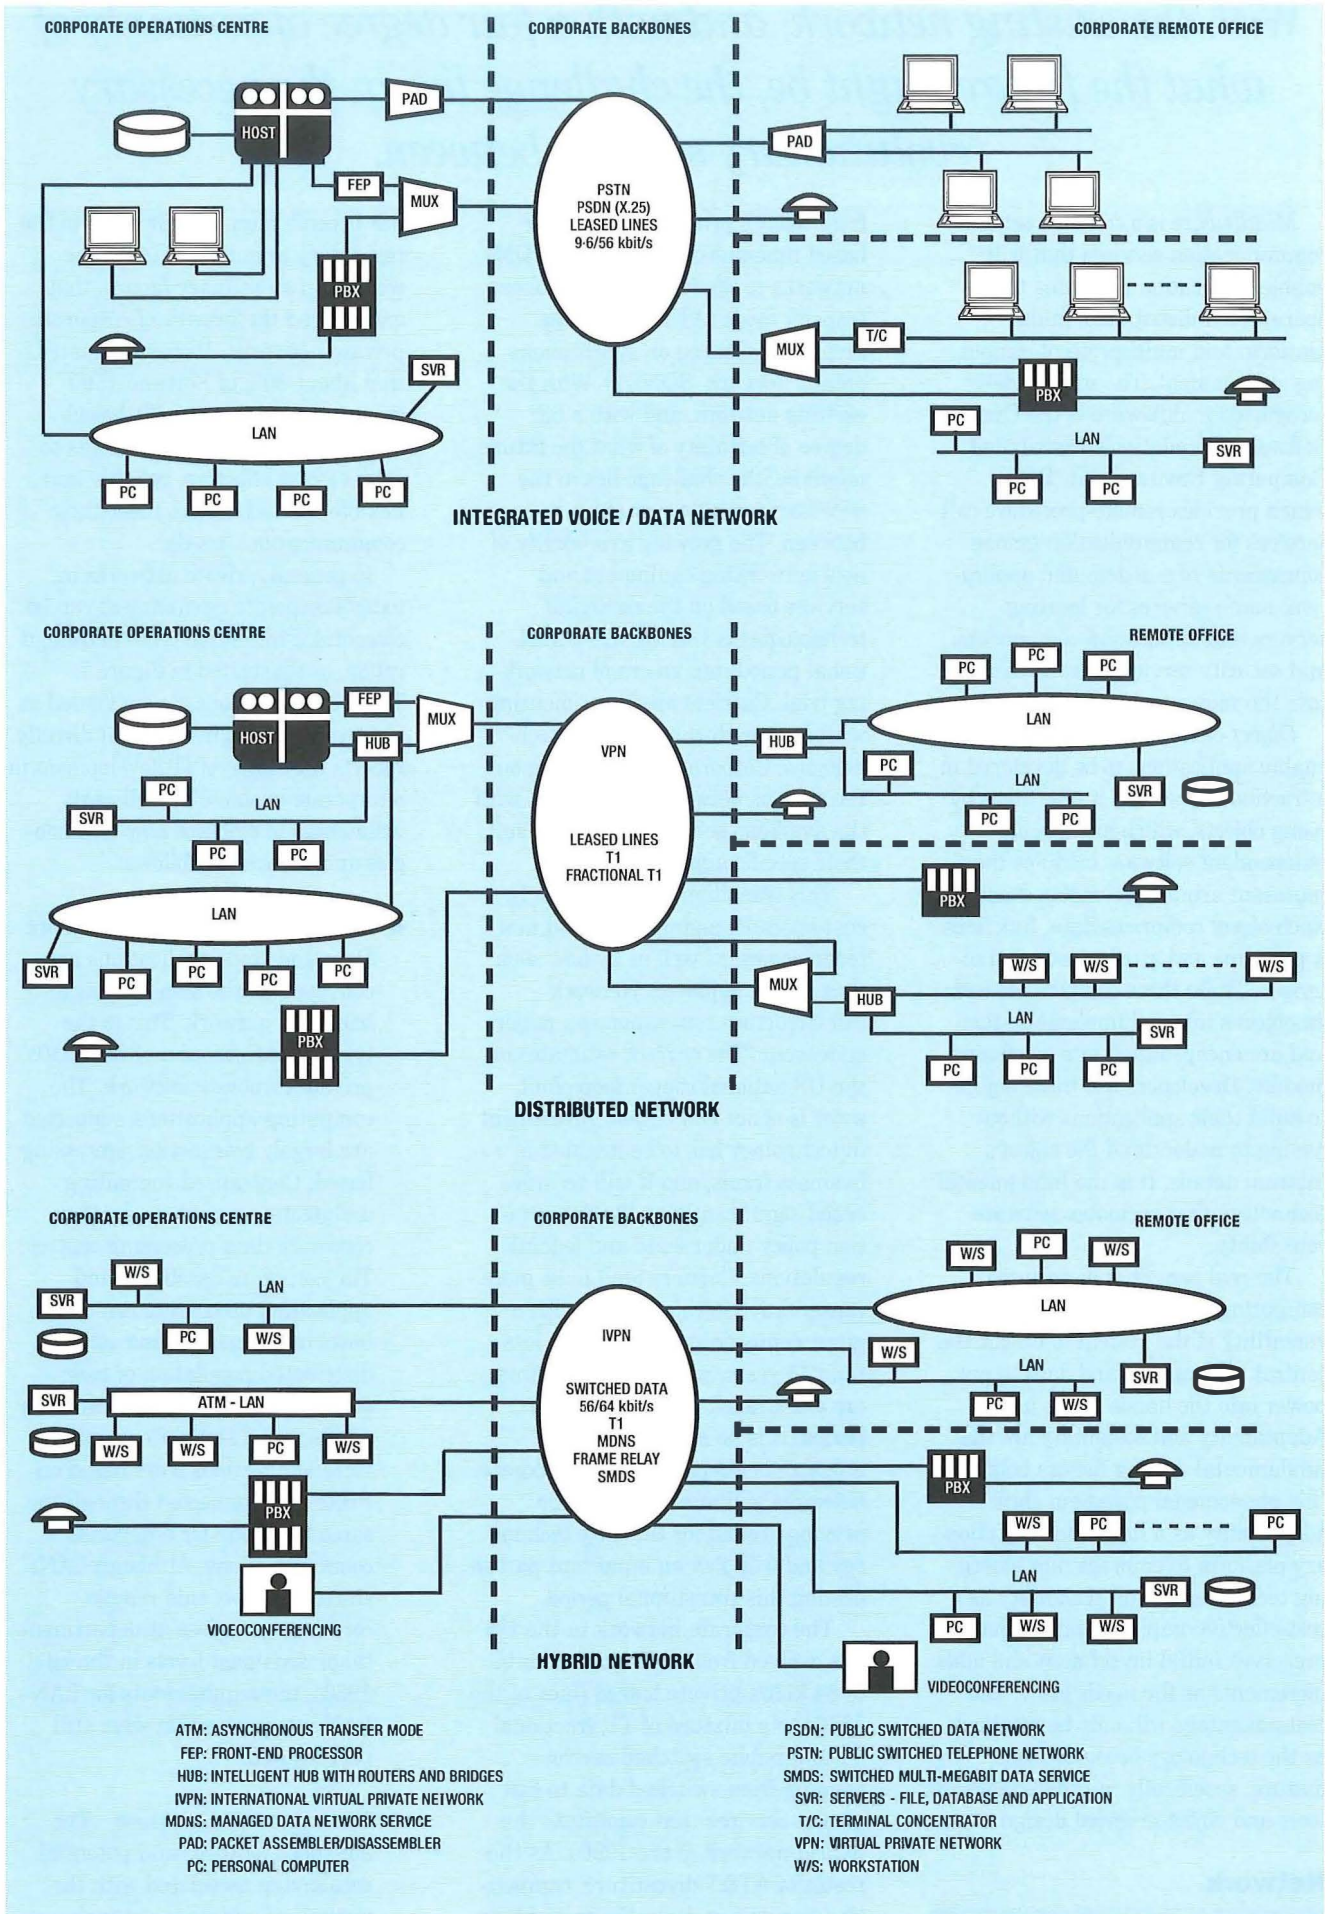 CORPORATE OPERATIONS CENTRE
CORPORATE BACKBONES
CORPORATE REMOTE OFFICE
HOST
PAD
FEP
MUX
PBX
SVR
LAN
PC
PC
PC
PC
PSTN
PSDN (X.25)
LEASED LINES
9·6/56 kbit/s
PAD
MUX
T/C
PBX
PC
LAN
SVR
PC
PC
INTEGRATED VOICE / DATA NETWORK
CORPORATE OPERATIONS CENTRE
CORPORATE BACKBONES
REMOTE OFFICE
HOST
FEP
MUX
HUB
PC
LAN
SVR
PC
PC
LAN
SVR
PC
PC
PC
PC
PBX
VPN
LEASED LINES
T1
FRACTIONAL T1
PC
PC
PC
LAN
HUB
PC
LAN
SVR
PC
PC
PBX
MUX
HUB
W/S
W/S
W/S
LAN
SVR
PC
PC
PC
DISTRIBUTED NETWORK
CORPORATE OPERATIONS CENTRE
CORPORATE BACKBONES
REMOTE OFFICE
W/S
LAN
SVR
PC
W/S
SVR
ATM - LAN
W/S
W/S
PC
W/S
PBX
VIDEOCONFERENCING
IVPN
SWITCHED DATA
56/64 kbit/s
T1
MDNS
FRAME RELAY
SMDS
W/S
PC
W/S
LAN
W/S
LAN
SVR
PC
W/S
PBX
W/S
PC
PC
LAN
SVR
PC
W/S
W/S
VIDEOCONFERENCING
HYBRID NETWORK
ATM: ASYNCHRONOUS TRANSFER MODE
FEP: FRONT-END PROCESSOR
HUB: INTELLIGENT HUB WITH ROUTERS AND BRIDGES
IVPN: INTERNATIONAL VIRTUAL PRIVATE NETWORK
MDNS: MANAGED DATA NETWORK SERVICE
PAD: PACKET ASSEMBLER/DISASSEMBLER
PC: PERSONAL COMPUTER
PSDN: PUBLIC SWITCHED DATA NETWORK
PSTN: PUBLIC SWITCHED TELEPHONE NETWORK
SMDS: SWITCHED MULTI-MEGABIT DATA SERVICE
SVR: SERVERS - FILE, DATABASE AND APPLICATION
T/C: TERMINAL CONCENTRATOR
VPN: VIRTUAL PRIVATE NETWORK
W/S: WORKSTATION